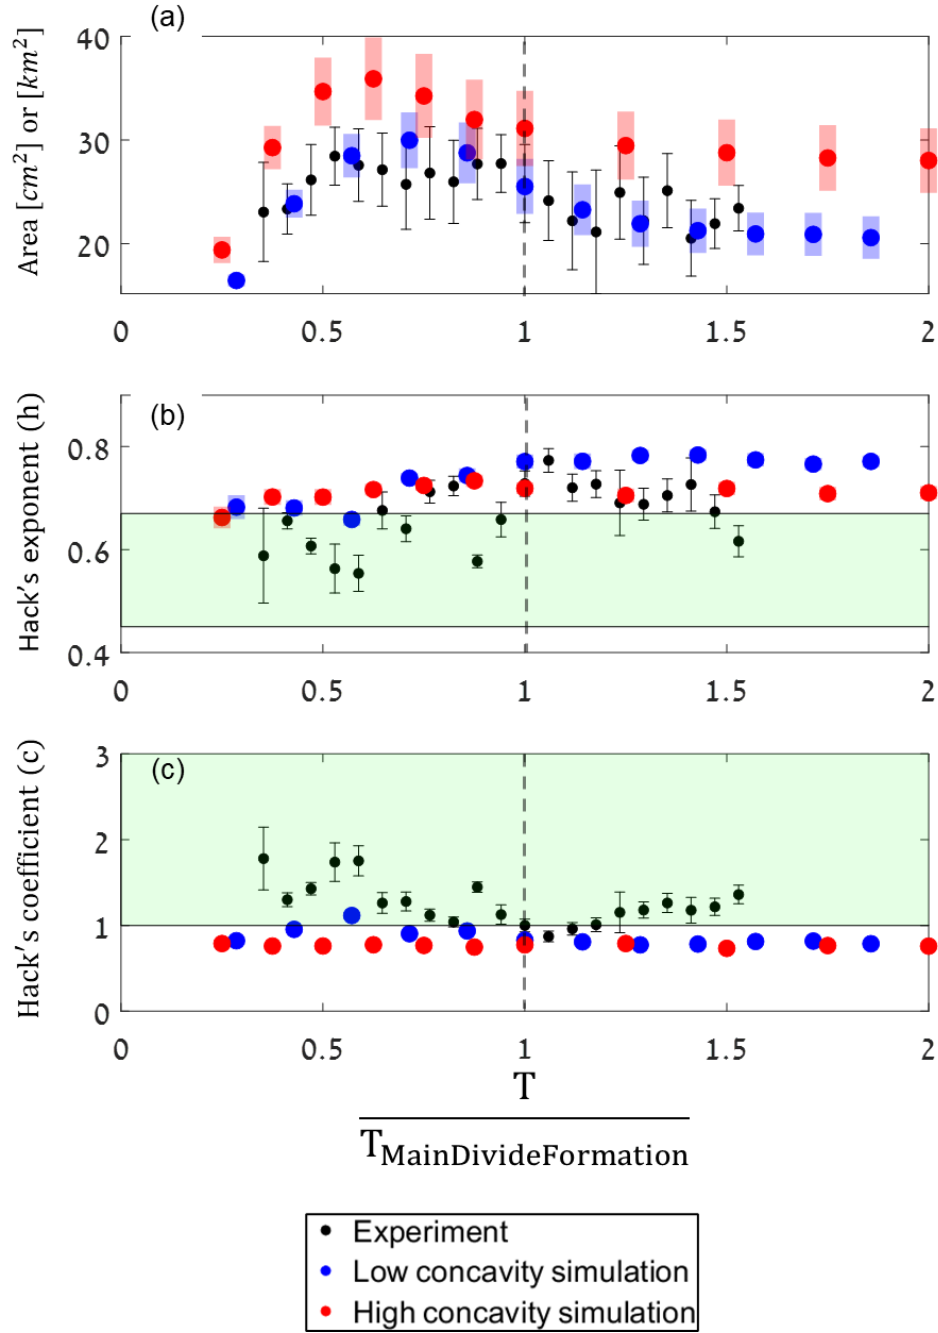 (a)
Area [cm²] or [km²]
40
30
20
0 0.5 1 1.5 2
(b)
Hack's exponent (h)
0.8
0.6
0.4
0 0.5 1 1.5 2
(c)
Hack's coefficient (c)
3
2
1
0
0 0.5 1 1.5 2
T
T_MainDivideFormation
Experiment
Low concavity simulation
High concavity simulation